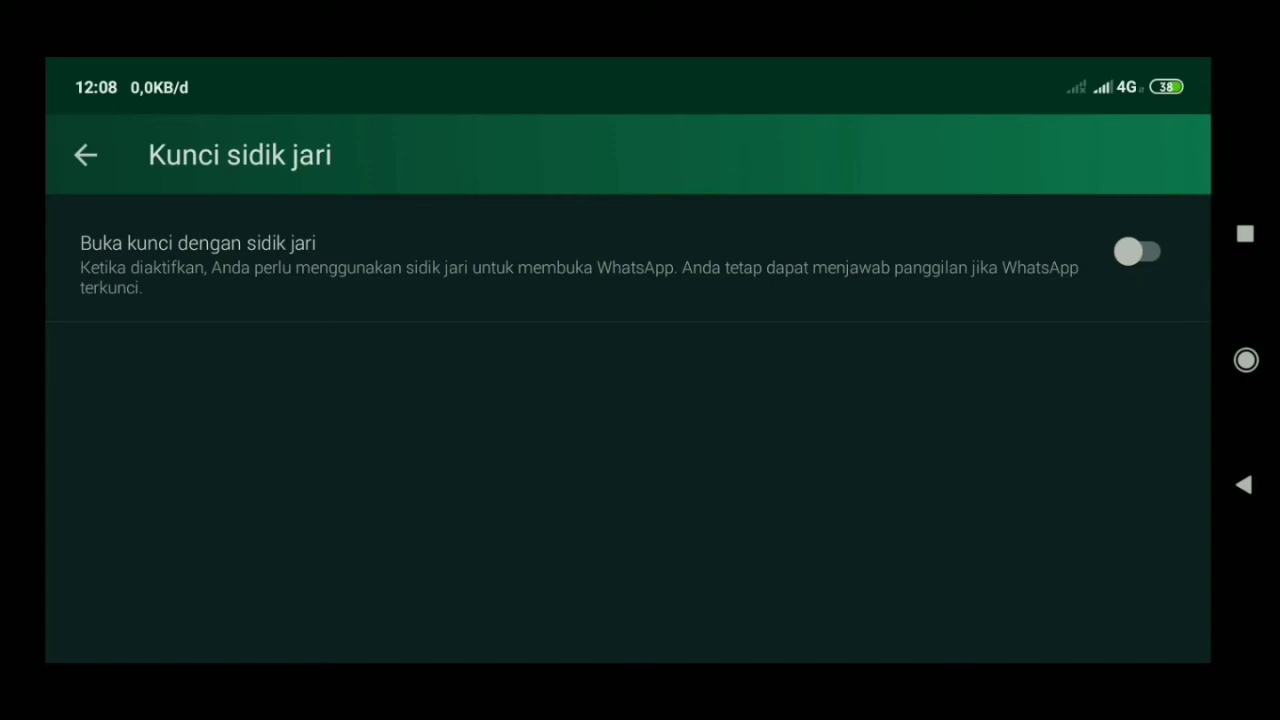 12:08 0,0KB/d 4G 38
Kunci sidik jari
Buka kunci dengan sidik jari
Ketika diaktifkan, Anda perlu menggunakan sidik jari untuk membuka WhatsApp. Anda tetap dapat menjawab panggilan jika WhatsApp
terkunci.